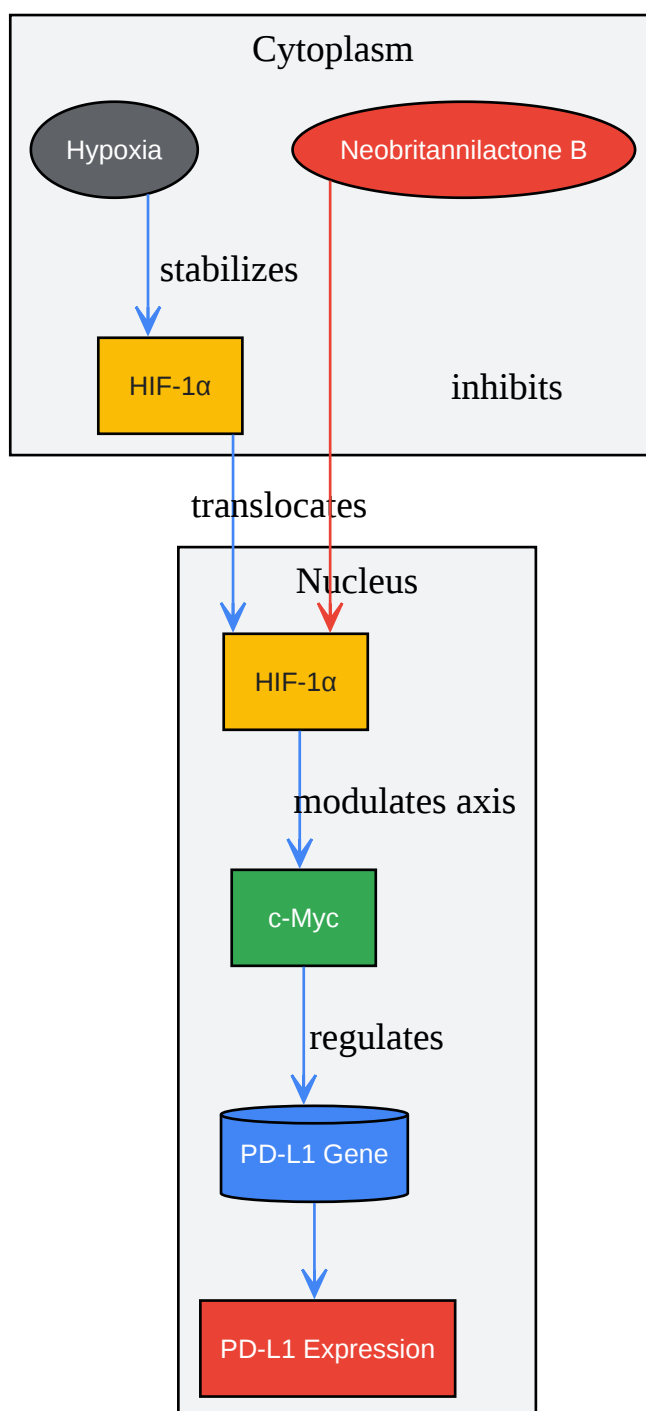 Cytoplasm
Hypoxia
Neobritannilactone B
stabilizes
HIF-1α
inhibits
translocates
Nucleus
HIF-1α
modulates axis
c-Myc
regulates
PD-L1 Gene
PD-L1 Expression